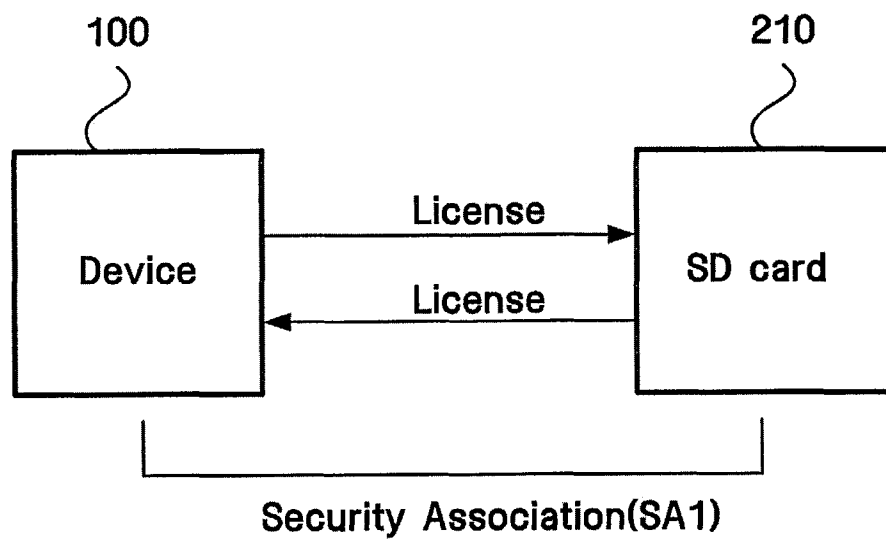 100
210
License
Device
SD card
License
Security Association(SA1)